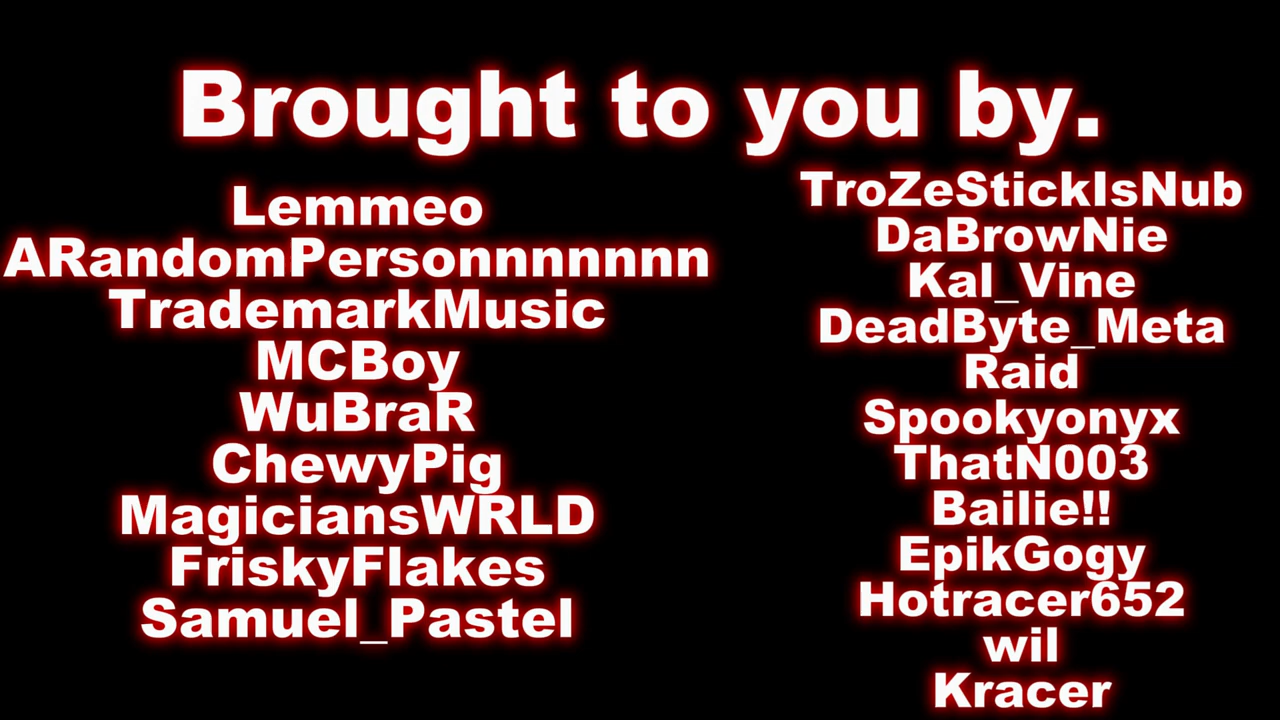 Brought to you by.
Lemmeo
ARandomPersonnnnnnnn
TrademarkMusic
MCBoy
WuBraR
ChewyPig
MagiciansWRLD
FriskyFlakes
Samuel_Pastel
TroZeStickIsNub
DaBrowNie
Kal_Vine
DeadByte_Meta
Raid
Spookyonyx
ThatN003
Bailie!!
EpikGogy
Hotracer652
wil
Kracer